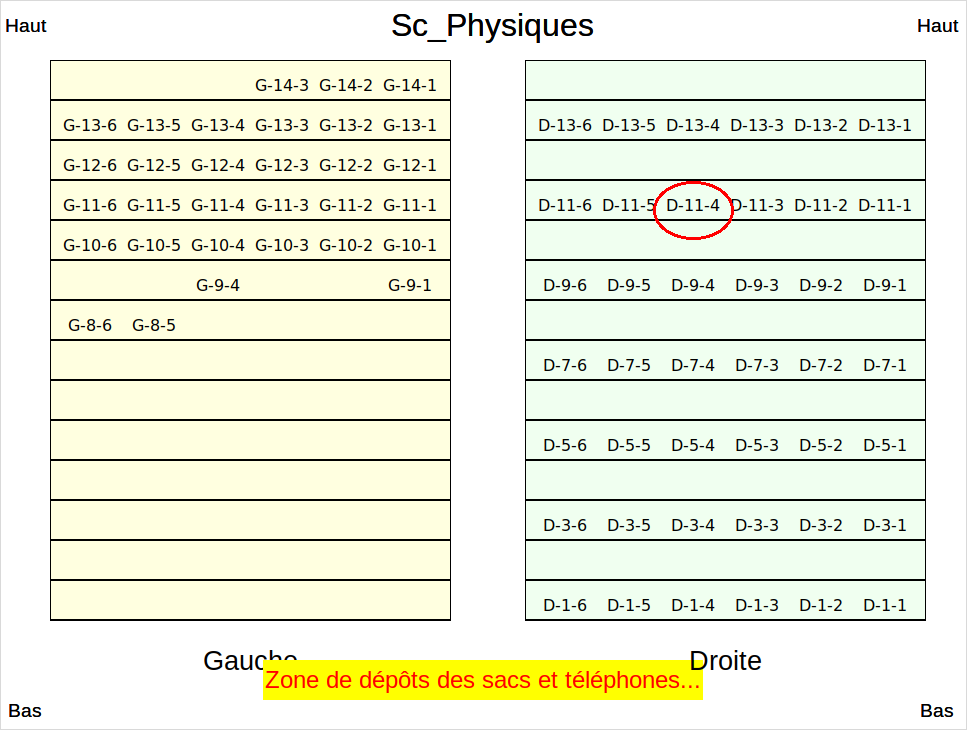 Haut Sc_Physiques Haut
G-14-3 G-14-2 G-14-1
G-13-6 G-13-5 G-13-4 G-13-3 G-13-2 G-13-1 D-13-6 D-13-5 D-13-4 D-13-3 D-13-2 D-13-1
G-12-6 G-12-5 G-12-4 G-12-3 G-12-2 G-12-1
G-11-6 G-11-5 G-11-4 G-11-3 G-11-2 G-11-1 D-11-6 D-11-5 D-11-4 D-11-3 D-11-2 D-11-1
G-10-6 G-10-5 G-10-4 G-10-3 G-10-2 G-10-1
G-9-4 G-9-1 D-9-6 D-9-5 D-9-4 D-9-3 D-9-2 D-9-1
G-8-6 G-8-5
D-7-6 D-7-5 D-7-4 D-7-3 D-7-2 D-7-1
D-5-6 D-5-5 D-5-4 D-5-3 D-5-2 D-5-1
D-3-6 D-3-5 D-3-4 D-3-3 D-3-2 D-3-1
D-1-6 D-1-5 D-1-4 D-1-3 D-1-2 D-1-1
Gauche Droite
Zone de dépôts des sacs et téléphones...
Bas Bas